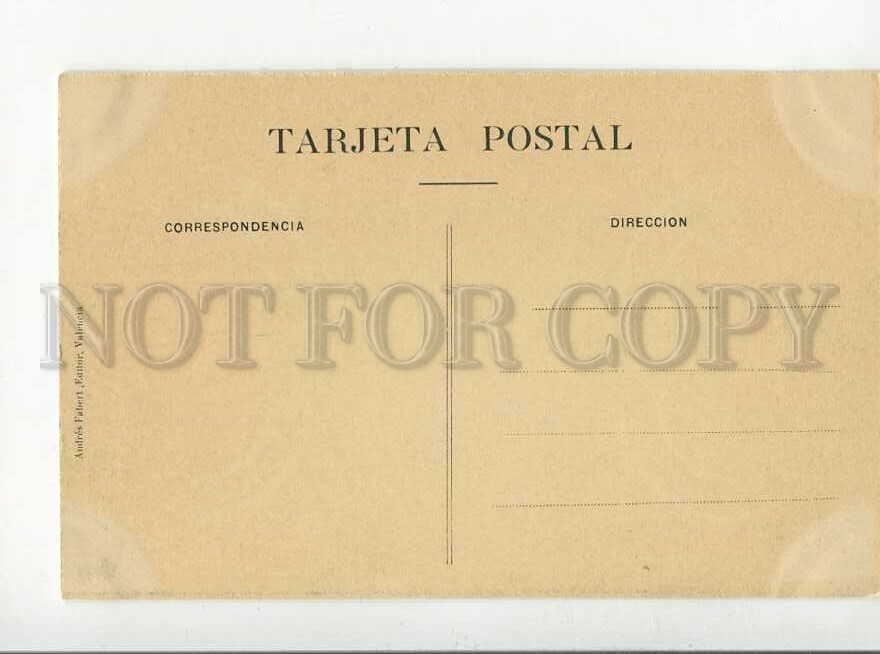 TARJETA POSTAL
CORRESPONDENCIA
DIRECCION
NOT FOR COPY
Andrés Fabert, Editor, Valencia